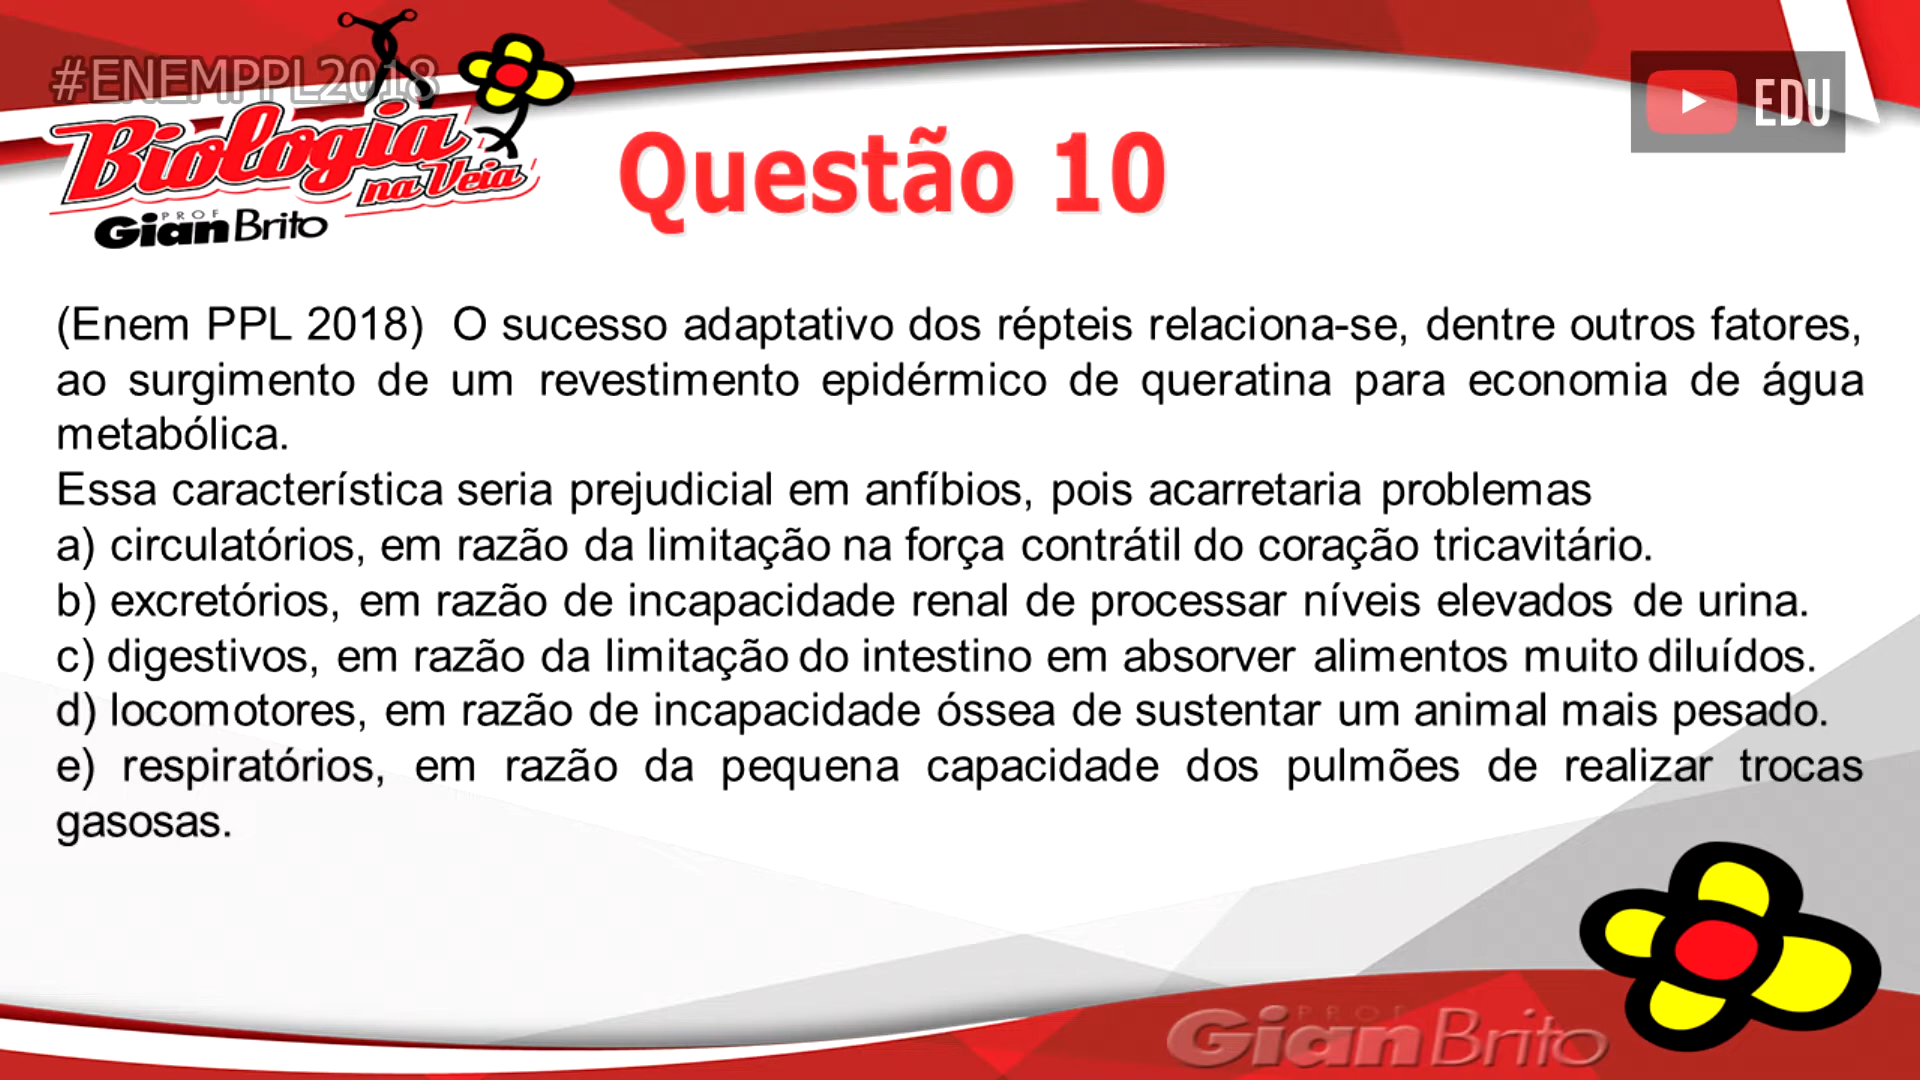 #ENEMPPL2018
EDU
Biologia
na Veia
PROF
Gian Brito
Questão 10
(Enem PPL 2018) O sucesso adaptativo dos répteis relaciona-se, dentre outros fatores,
ao surgimento de um revestimento epidérmico de queratina para economia de água
metabólica.
Essa característica seria prejudicial em anfíbios, pois acarretaria problemas
a) circulatórios, em razão da limitação na força contrátil do coração tricavitário.
b) excretórios, em razão de incapacidade renal de processar níveis elevados de urina.
c) digestivos, em razão da limitação do intestino em absorver alimentos muito diluídos.
d) locomotores, em razão de incapacidade óssea de sustentar um animal mais pesado.
e) respiratórios, em razão da pequena capacidade dos pulmões de realizar trocas
gasosas.
PROF
Gian Brito